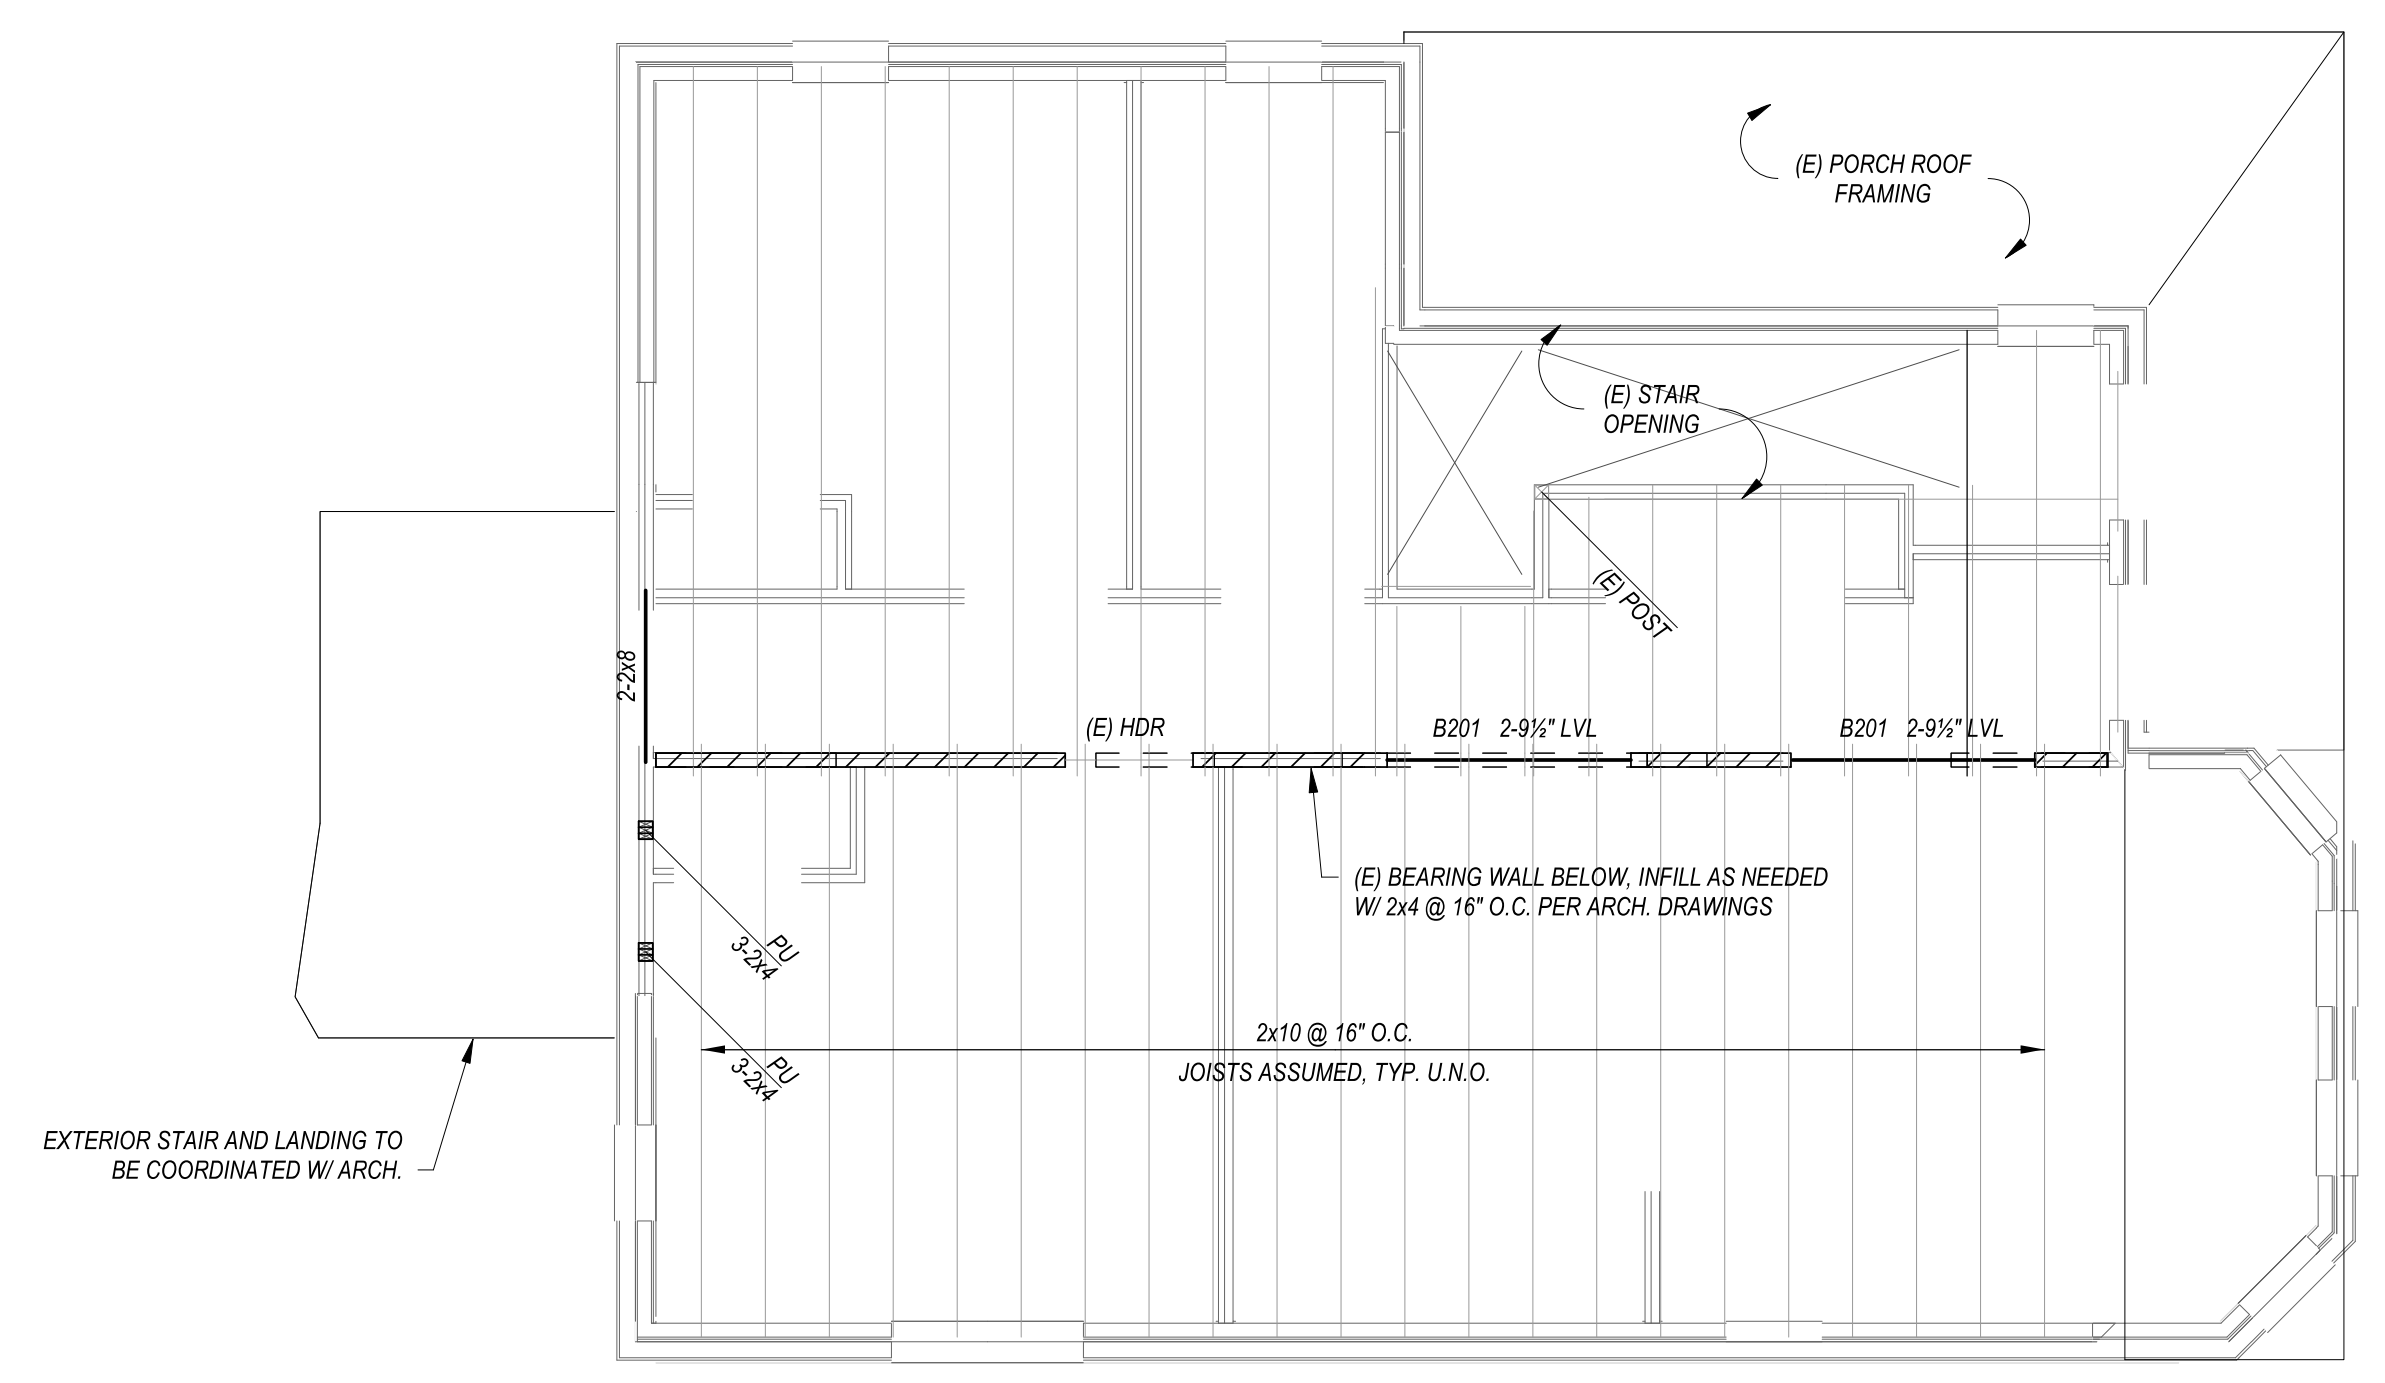 (E) PORCH ROOF
FRAMING
(E) STAIR
OPENING
(E) POST
2-2x8
(E) HDR
B201 2-9½" LVL
B201 2-9½" LVL
(E) BEARING WALL BELOW, INFILL AS NEEDED
W/ 2x4 @ 16" O.C. PER ARCH. DRAWINGS
PU
3-2x4
PU
3-2x4
2x10 @ 16" O.C.
JOISTS ASSUMED, TYP. U.N.O.
EXTERIOR STAIR AND LANDING TO
BE COORDINATED W/ ARCH.